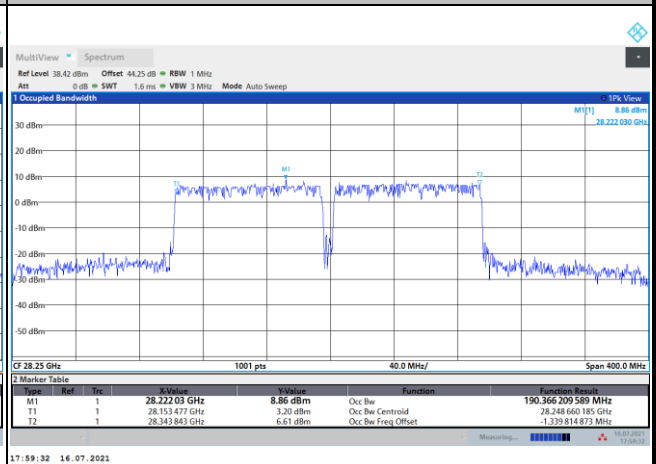 MultiView Spectrum
Ref Level 38.42 dBm Offset 44.25 dB RBW 1 MHz
Att 0 dB SWT 1.6 ms VBW 3 MHz Mode Auto Sweep
1 Occupied Bandwidth 1Pk View
M1[1] 8.86 dBm
28.222 030 GHz
30 dBm
20 dBm
M1
10 dBm
T1
T2
0 dBm
-10 dBm
-20 dBm
-30 dBm
-40 dBm
-50 dBm
CF 28.25 GHz 1001 pts 40.0 MHz/ Span 400.0 MHz
2 Marker Table
Type Ref Trc X-Value Y-Value Function Function Result
M1 1 28.222 03 GHz 8.86 dBm Occ Bw 190.366 209 589 MHz
T1 1 28.153 477 GHz 3.20 dBm Occ Bw Centroid 28.248 660 185 GHz
T2 1 28.343 843 GHz 6.61 dBm Occ Bw Freq Offset -1.339 814 873 MHz
Measuring... 16.07.2021
17:59:32
17:59:32 16.07.2021